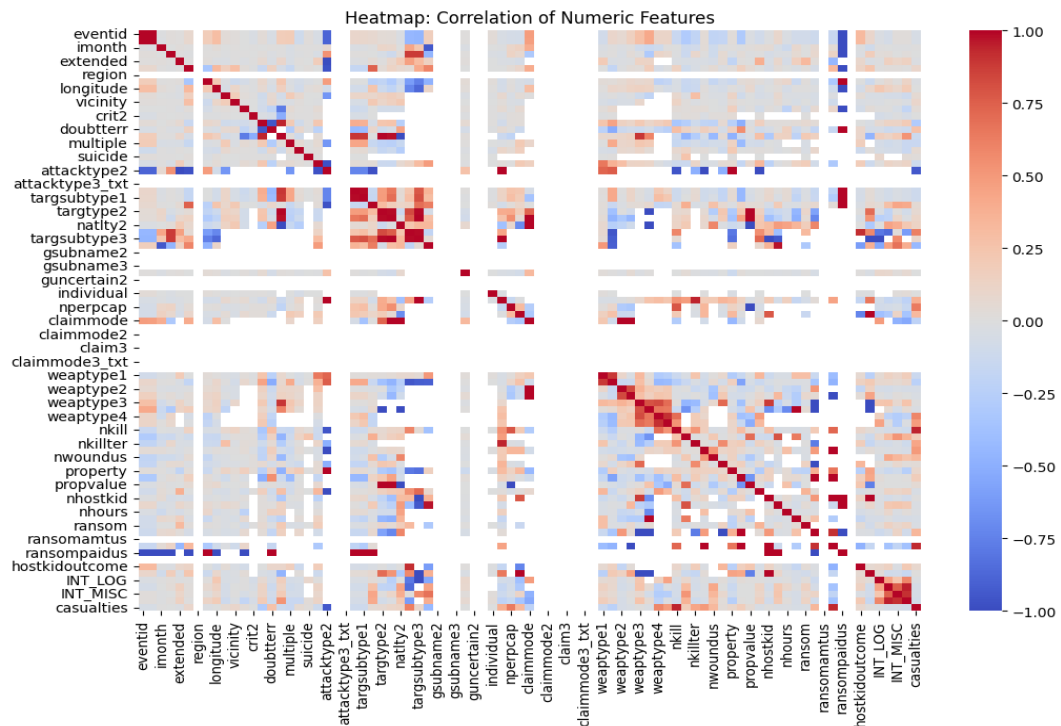 Heatmap: Correlation of Numeric Features
eventid
imonth
extended
region
longitude
vicinity
crit2
doubtterr
multiple
suicide
attacktype2
attacktype3_txt
targsubtype1
targtype2
natlty2
targsubtype3
gsubname2
gsubname3
guncertain2
individual
nperpcap
claimmode
claimmode2
claim3
claimmode3_txt
weaptype1
weaptype2
weaptype3
weaptype4
nkill
nkillter
nwoundus
property
propvalue
nhostkid
nhours
ransom
ransomamtus
ransompaidus
hostkidoutcome
INT_LOG
INT_MISC
casualties
eventid
imonth
extended
region
longitude
vicinity
crit2
doubtterr
multiple
suicide
attacktype2
attacktype3_txt
targsubtype1
targtype2
natlty2
targsubtype3
gsubname2
gsubname3
guncertain2
individual
nperpcap
claimmode
claimmode2
claim3
claimmode3_txt
weaptype1
weaptype2
weaptype3
weaptype4
nkill
nkillter
nwoundus
property
propvalue
nhostkid
nhours
ransom
ransomamtus
ransompaidus
hostkidoutcome
INT_LOG
INT_MISC
casualties
1.00
0.75
0.50
0.25
0.00
−0.25
−0.50
−0.75
−1.00